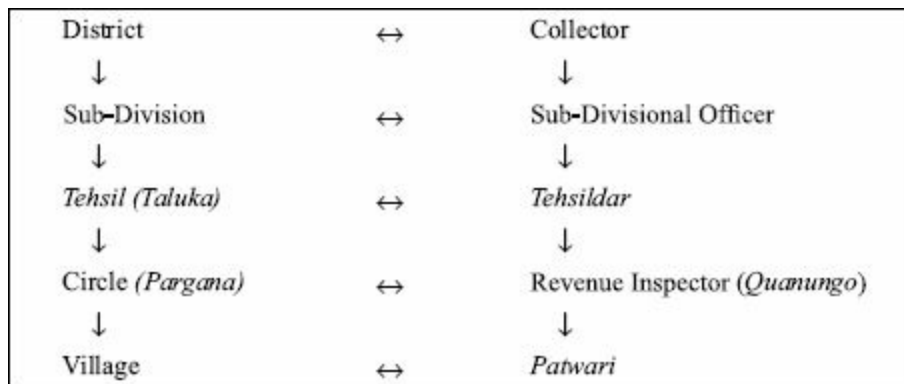 District ↔ Collector
↓ ↓
Sub-Division ↔ Sub-Divisional Officer
↓ ↓
Tehsil (Taluka) ↔ Tehsildar
↓ ↓
Circle (Pargana) ↔ Revenue Inspector (Quanungo)
↓ ↓
Village ↔ Patwari